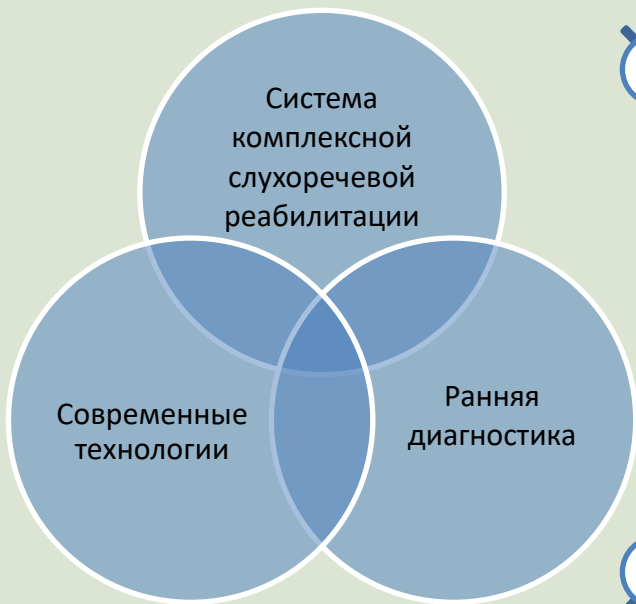 Система
комплексной
слухоречевой
реабилитации
Современные
технологии
Ранняя
диагностика